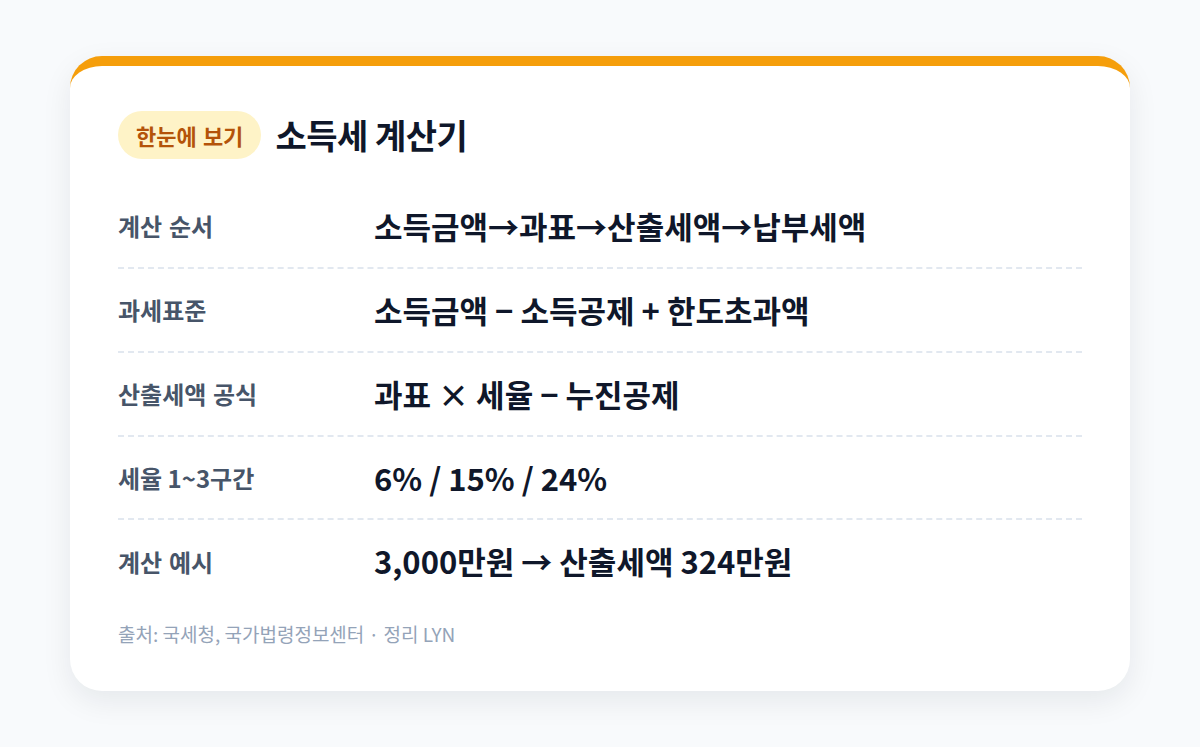 한눈에 보기 소득세 계산기
계산 순서 소득금액→과표→산출세액→납부세액
과세표준 소득금액 − 소득공제 + 한도초과액
산출세액 공식 과표 × 세율 − 누진공제
세율 1~3구간 6% / 15% / 24%
계산 예시 3,000만원 → 산출세액 324만원
출처: 국세청, 국가법령정보센터 · 정리 LYN